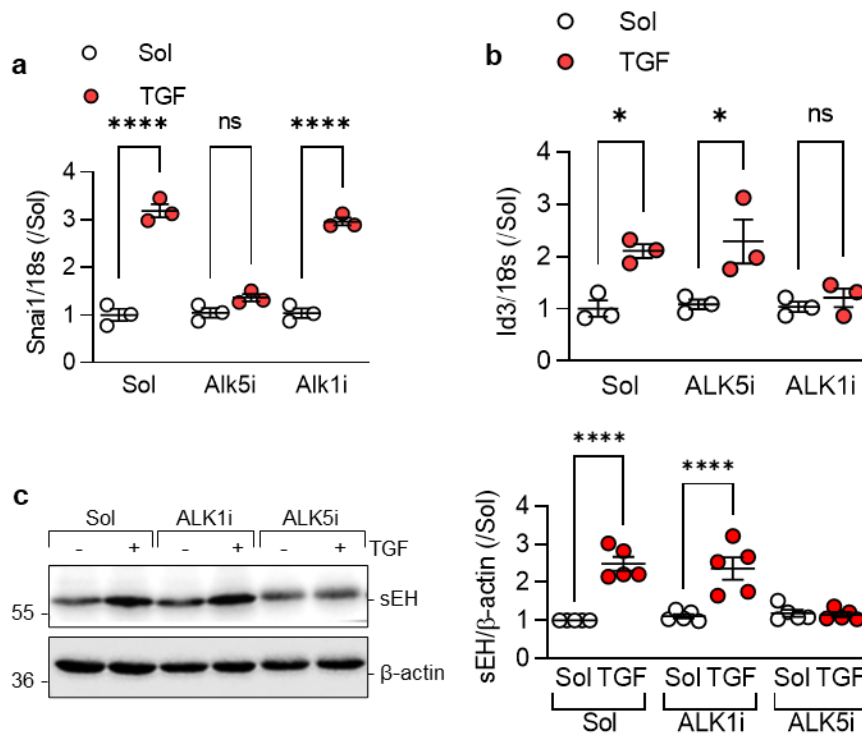 a
Sol
TGF
**** ns ****
Snai1/18s (/Sol)
4
3
2
1
0
Sol Alk5i Alk1i
b
Sol
TGF
* * ns
Id3/18s (/Sol)
4
3
2
1
0
Sol ALK5i ALK1i
c
Sol ALK1i ALK5i
- + - + - + TGF
55
sEH
36
β-actin
**** ****
sEH/β-actin (/Sol)
4
3
2
1
0
Sol TGF Sol TGF Sol TGF
Sol ALK1i ALK5i